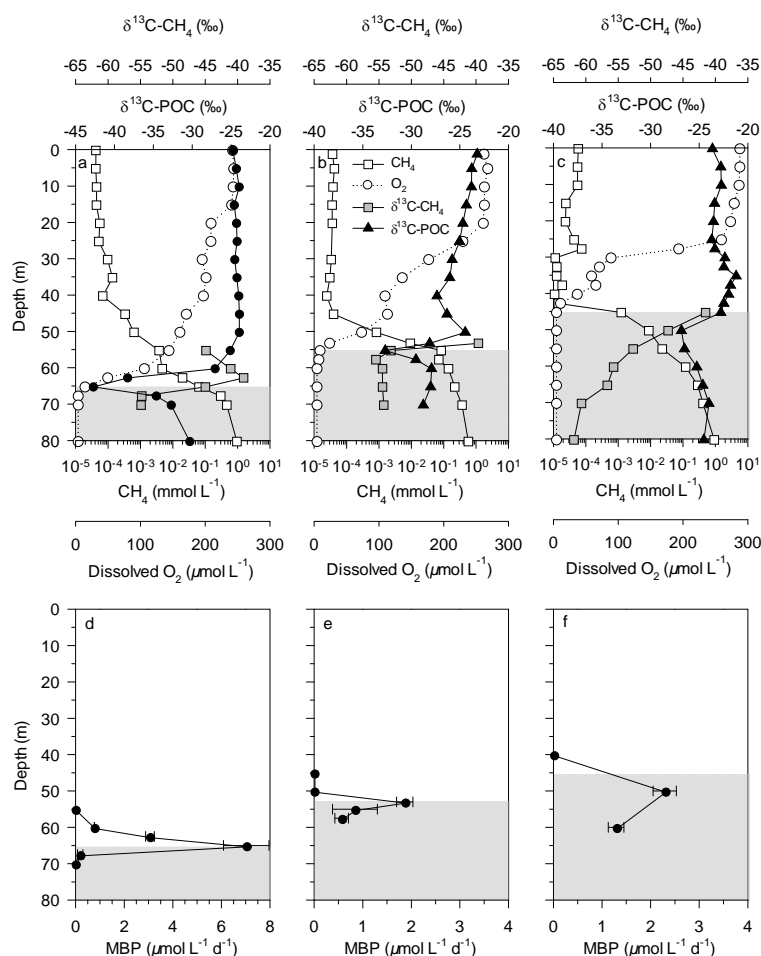 δ¹³C-CH₄ (‰) δ¹³C-CH₄ (‰) δ¹³C-CH₄ (‰)
-65 -60 -55 -50 -45 -40 -35 -65 -60 -55 -50 -45 -40 -35 -65 -60 -55 -50 -45 -40 -35
δ¹³C-POC (‰) δ¹³C-POC (‰) δ¹³C-POC (‰)
-45 -40 -35 -30 -25 -20 -40 -36 -32 -28 -24 -20 -40 -36 -32 -28 -24 -20
a b c
CH₄
O₂
δ¹³C-CH₄
δ¹³C-POC
0
10
20
30
40
50
60
70
80
Depth (m)
10⁻⁵ 10⁻⁴ 10⁻³ 10⁻² 10⁻¹ 10⁰ 10¹ 10⁻⁵ 10⁻⁴ 10⁻³ 10⁻² 10⁻¹ 10⁰ 10¹ 10⁻⁵ 10⁻⁴ 10⁻³ 10⁻² 10⁻¹ 10⁰ 10¹
CH₄ (mmol L⁻¹) CH₄ (mmol L⁻¹) CH₄ (mmol L⁻¹)
0 100 200 300 0 100 200 300 0 100 200 300
Dissolved O₂ (µmol L⁻¹) Dissolved O₂ (µmol L⁻¹) Dissolved O₂ (µmol L⁻¹)
d e f
0
10
20
30
40
50
60
70
80
Depth (m)
0 2 4 6 8 0 1 2 3 4 0 1 2 3 4
MBP (µmol L⁻¹ d⁻¹) MBP (µmol L⁻¹ d⁻¹) MBP (µmol L⁻¹ d⁻¹)